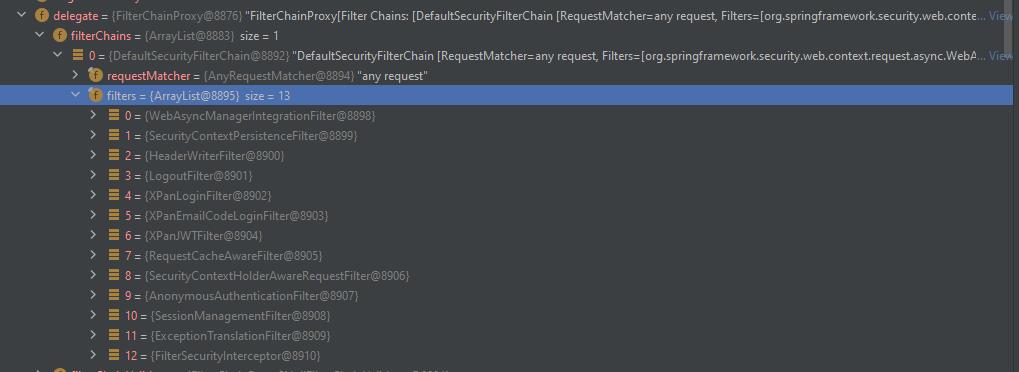 f delegate = {FilterChainProxy@8876} "FilterChainProxy[Filter Chains: [DefaultSecurityFilterChain [RequestMatcher=any request, Filters=[org.springframework.security.web.conte... View
f filterChains = {ArrayList@8883} size = 1
0 = {DefaultSecurityFilterChain@8892} "DefaultSecurityFilterChain [RequestMatcher=any request, Filters=[org.springframework.security.web.context.request.async.WebA... View
f requestMatcher = {AnyRequestMatcher@8894} "any request"
f filters = {ArrayList@8895} size = 13
0 = {WebAsyncManagerIntegrationFilter@8898}
1 = {SecurityContextPersistenceFilter@8899}
2 = {HeaderWriterFilter@8900}
3 = {LogoutFilter@8901}
4 = {XPanLoginFilter@8902}
5 = {XPanEmailCodeLoginFilter@8903}
6 = {XPanJWTFilter@8904}
7 = {RequestCacheAwareFilter@8905}
8 = {SecurityContextHolderAwareRequestFilter@8906}
9 = {AnonymousAuthenticationFilter@8907}
10 = {SessionManagementFilter@8908}
11 = {ExceptionTranslationFilter@8909}
12 = {FilterSecurityInterceptor@8910}